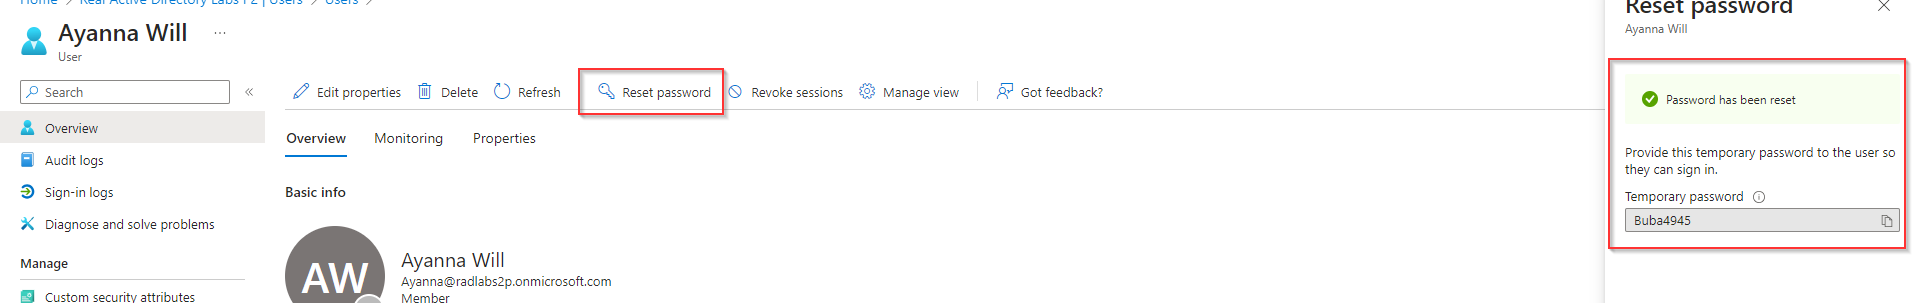 Home > Real Active Directory Labs P2 | Users > Users >
Ayanna Will ...
User
Search
Overview
Audit logs
Sign-in logs
Diagnose and solve problems
Manage
Custom security attributes
Edit properties Delete Refresh Reset password Revoke sessions Manage view Got feedback?
Overview Monitoring Properties
Basic info
AW
Ayanna Will
Ayanna@radlabs2p.onmicrosoft.com
Member
Reset password
Ayanna Will
Password has been reset
Provide this temporary password to the user so
they can sign in.
Temporary password
Buba4945